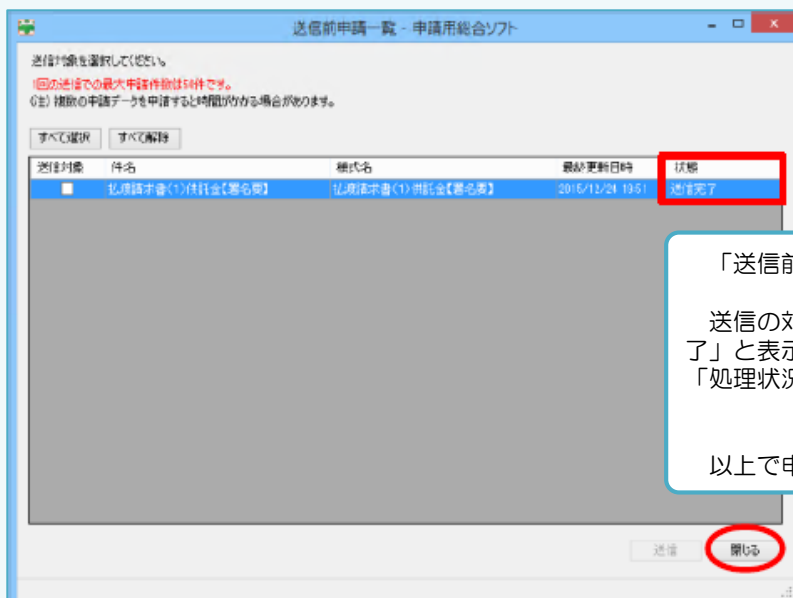 送信前申請一覧 - 申請用総合ソフト
送信対象を選択してください。
1回の送信での最大申請件数は50件です。
(注) 複数の申請データを申請すると時間がかかる場合があります。
すべて選択 すべて解除
送信対象 件名 様式名 最終更新日時 状態
払渡請求書(1)供託金【署名要】 払渡請求書(1)供託金【署名要】 2015/12/24 19:51 送信完了
「送信前
送信の対
了」と表示
「処理状況
以上で申
送信 閉じる